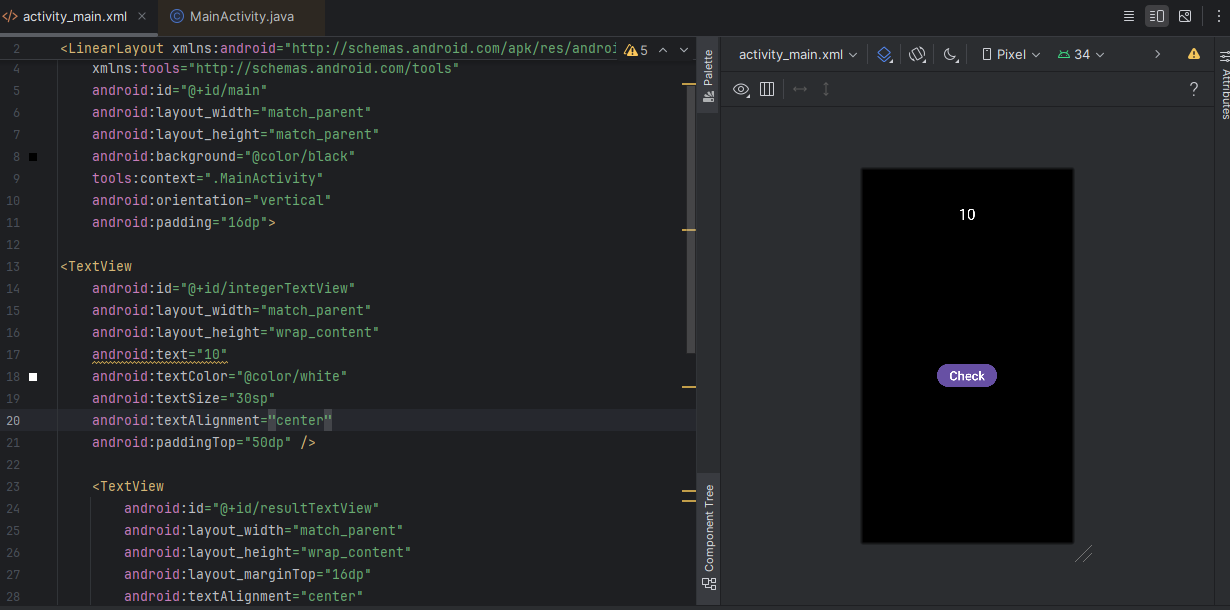 activity_main.xml
MainActivity.java
2 <LinearLayout xmlns:android="http://schemas.android.com/apk/res/androi
5
4 xmlns:tools="http://schemas.android.com/tools"
5 android:id="@+id/main"
6 android:layout_width="match_parent"
7 android:layout_height="match_parent"
8 android:background="@color/black"
9 tools:context=".MainActivity"
10 android:orientation="vertical"
11 android:padding="16dp">
12
13 <TextView
14 android:id="@+id/integerTextView"
15 android:layout_width="match_parent"
16 android:layout_height="wrap_content"
17 android:text="10"
18 android:textColor="@color/white"
19 android:textSize="30sp"
20 android:textAlignment="center"
21 android:paddingTop="50dp" />
22
23 <TextView
24 android:id="@+id/resultTextView"
25 android:layout_width="match_parent"
26 android:layout_height="wrap_content"
27 android:layout_marginTop="16dp"
28 android:textAlignment="center"
Palette
Component Tree
activity_main.xml
Pixel
34
?
10
Check
Attributes